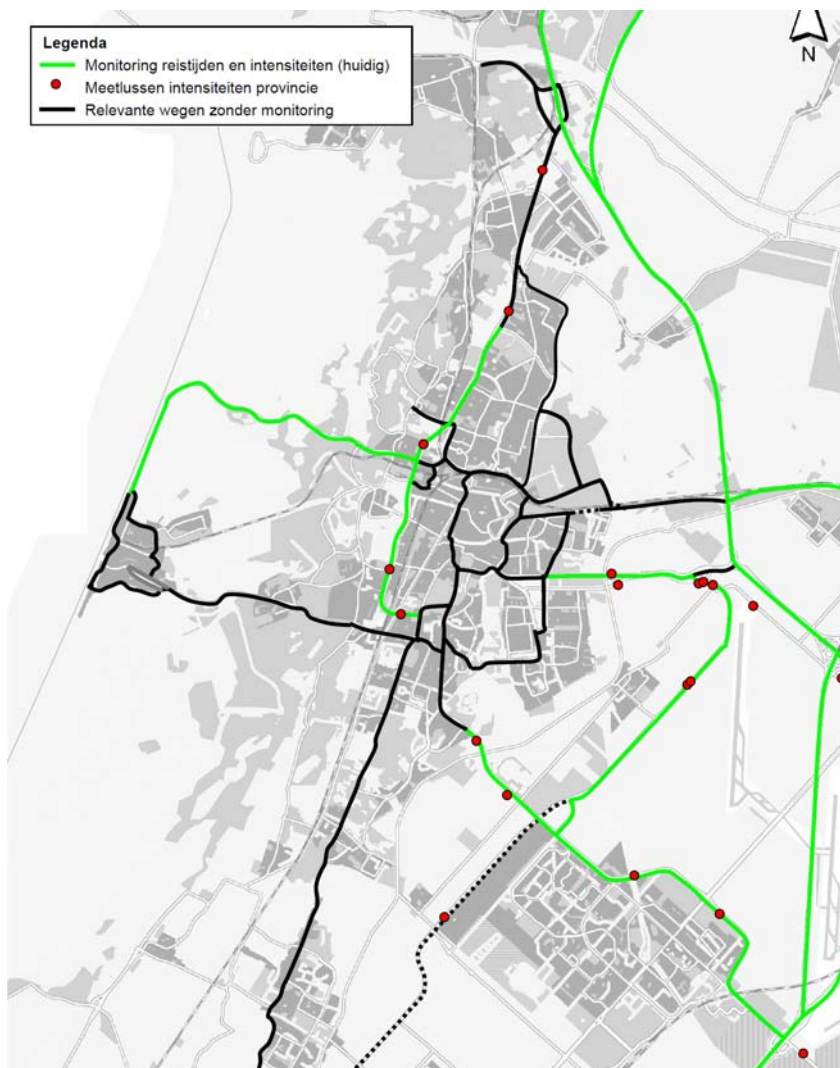 Legenda
Monitoring reistijden en intensiteiten (huidig)
Meetlussen intensiteiten provincie
Relevante wegen zonder monitoring
N